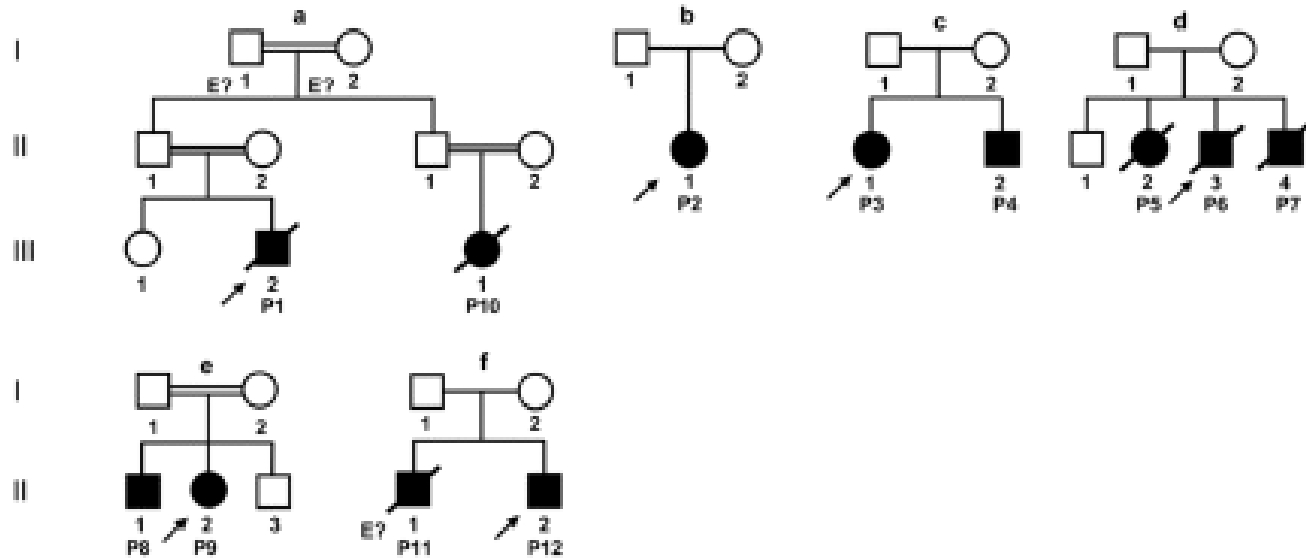 a b c d
I
1 2 1 2 1 2 1 2
E? E?
II
1 2 1 2 1 1 2 1 2 3 4
P2 P3 P4 P5 P6 P7
III
1 2 1
P1 P10
e f
I
1 2 1 2
II
1 2 3 1 2
E?
P8 P9 P11 P12